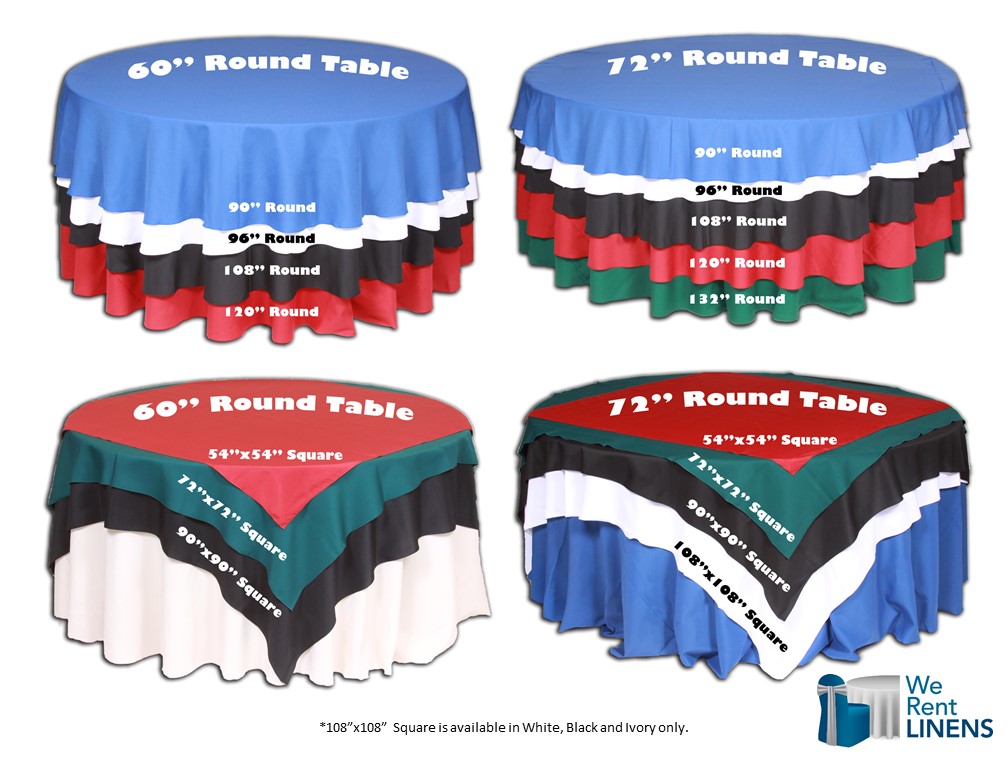 60” Round Table
90” Round
96” Round
108” Round
120” Round
72” Round Table
90” Round
96” Round
108” Round
120” Round
132” Round
60” Round Table
54”x54” Square
72”x72” Square
90”x90” Square
72” Round Table
54”x54” Square
72”x72” Square
90”x90” Square
108”x108” Square
We
Rent
LINENS
*108”x108” Square is available in White, Black and Ivory only.